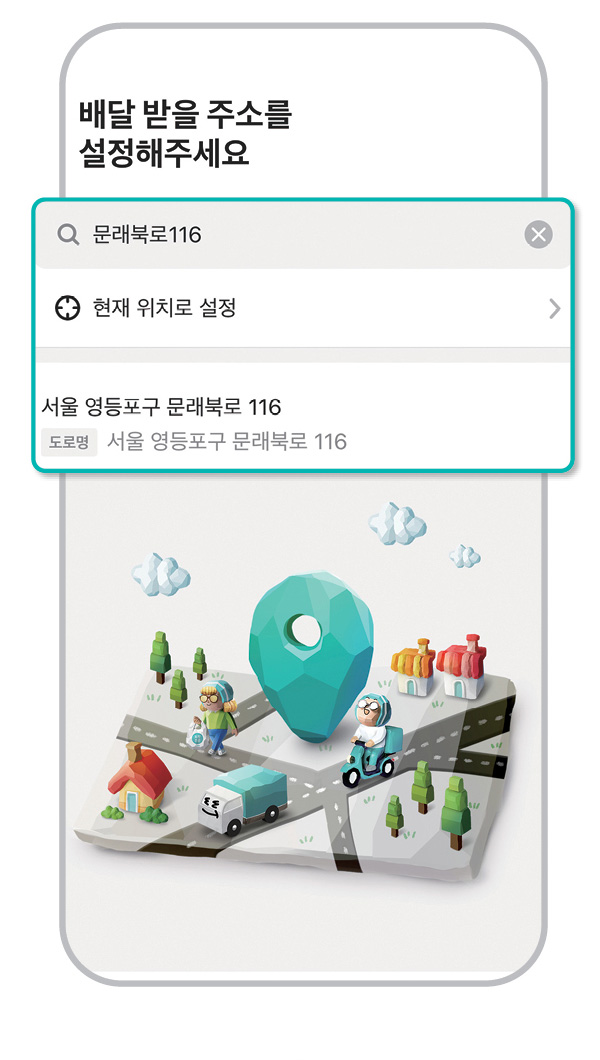 배달 받을 주소를
설정해주세요
문래북로116
현재 위치로 설정
서울 영등포구 문래북로 116
도로명 서울 영등포구 문래북로 116